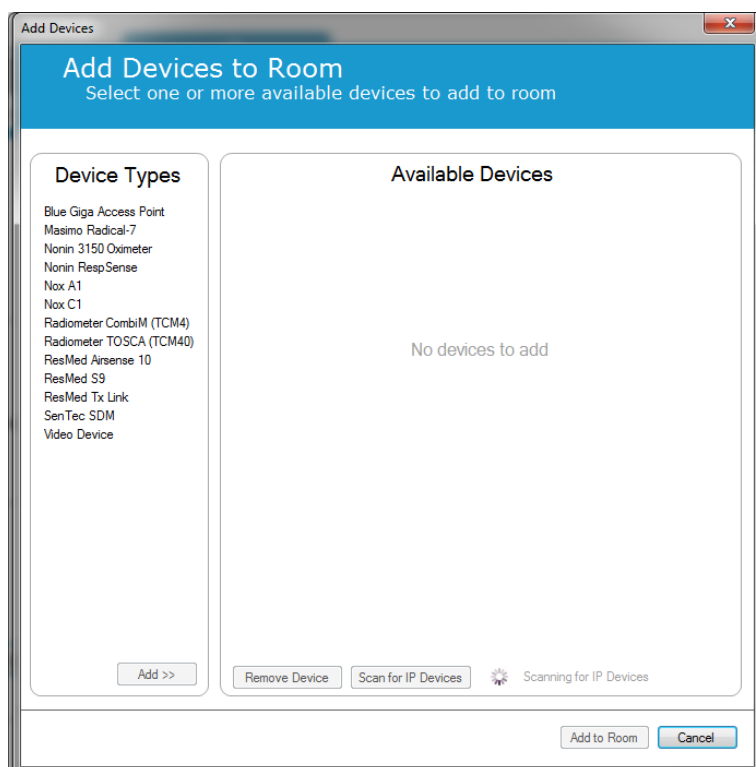 Add Devices
Add Devices to Room
Select one or more available devices to add to room
Device Types
Blue Giga Access Point
Masimo Radical-7
Nonin 3150 Oximeter
Nonin RespSense
Nox A1
Nox C1
Radiometer CombiM (TCM4)
Radiometer TOSCA (TCM40)
ResMed Airsense 10
ResMed S9
ResMed Tx Link
SenTec SDM
Video Device
Add >>
Available Devices
No devices to add
Remove Device
Scan for IP Devices
Scanning for IP Devices
Add to Room
Cancel